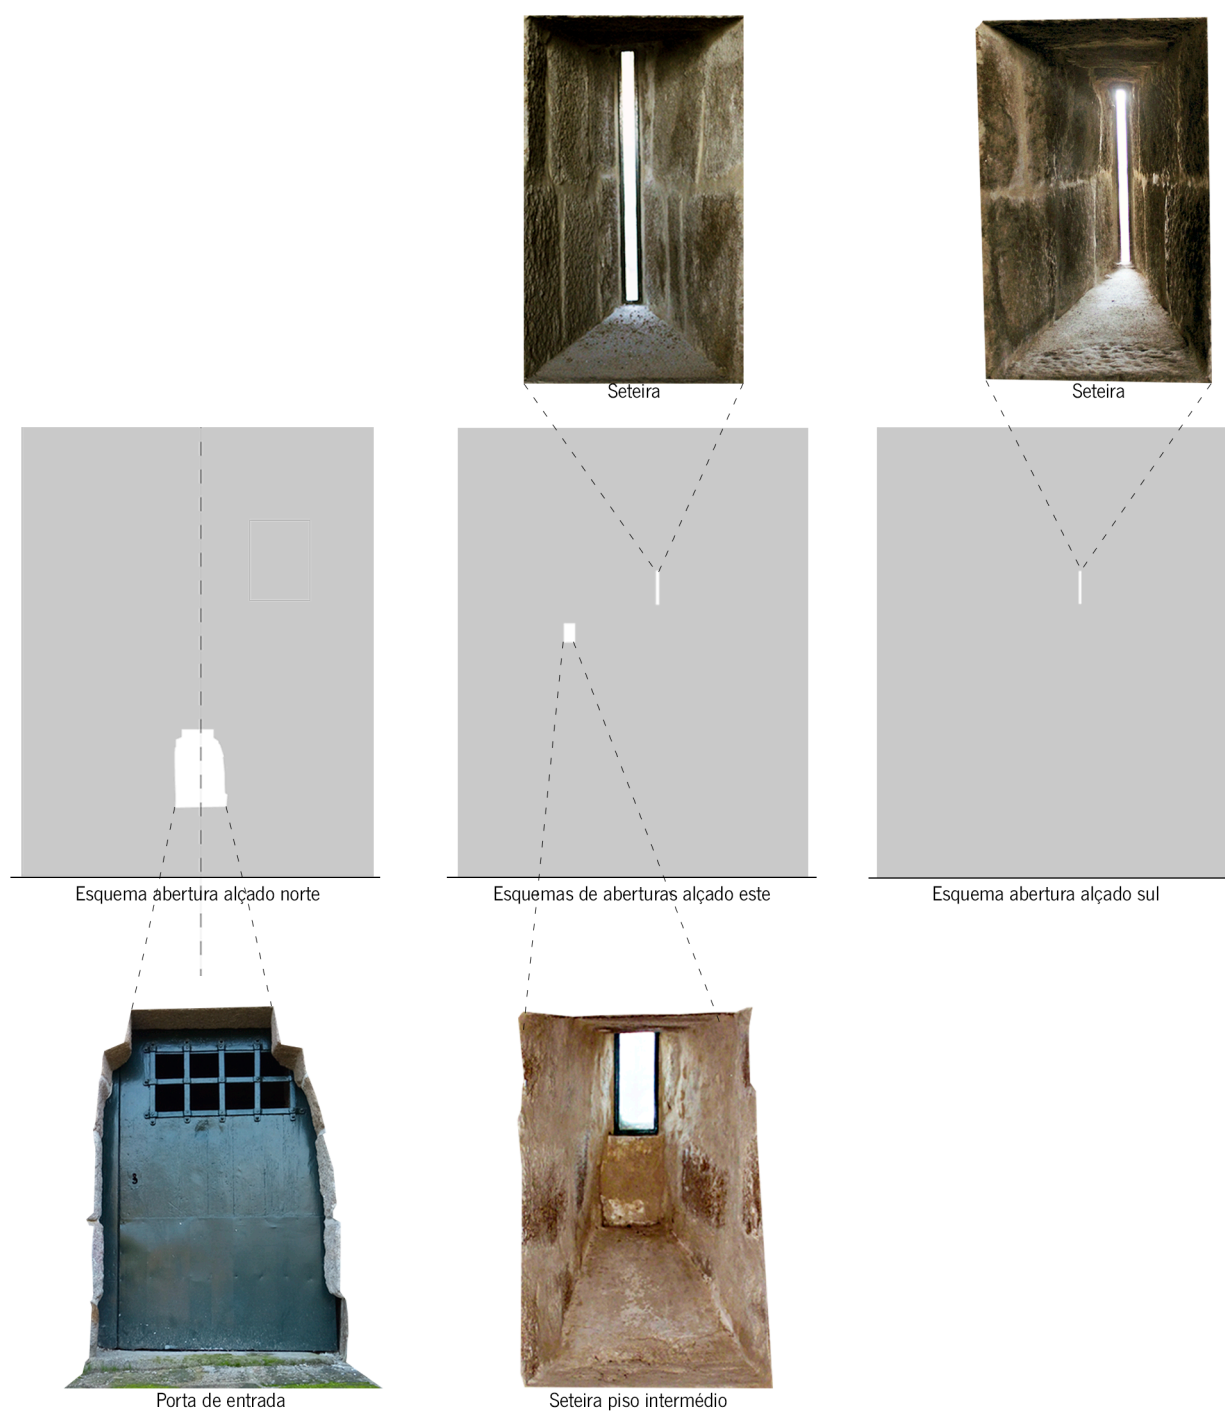 Seteira
Seteira
Esquema abertura alçado norte
Esquemas de aberturas alçado este
Esquema abertura alçado sul
Porta de entrada
Seteira piso intermédio